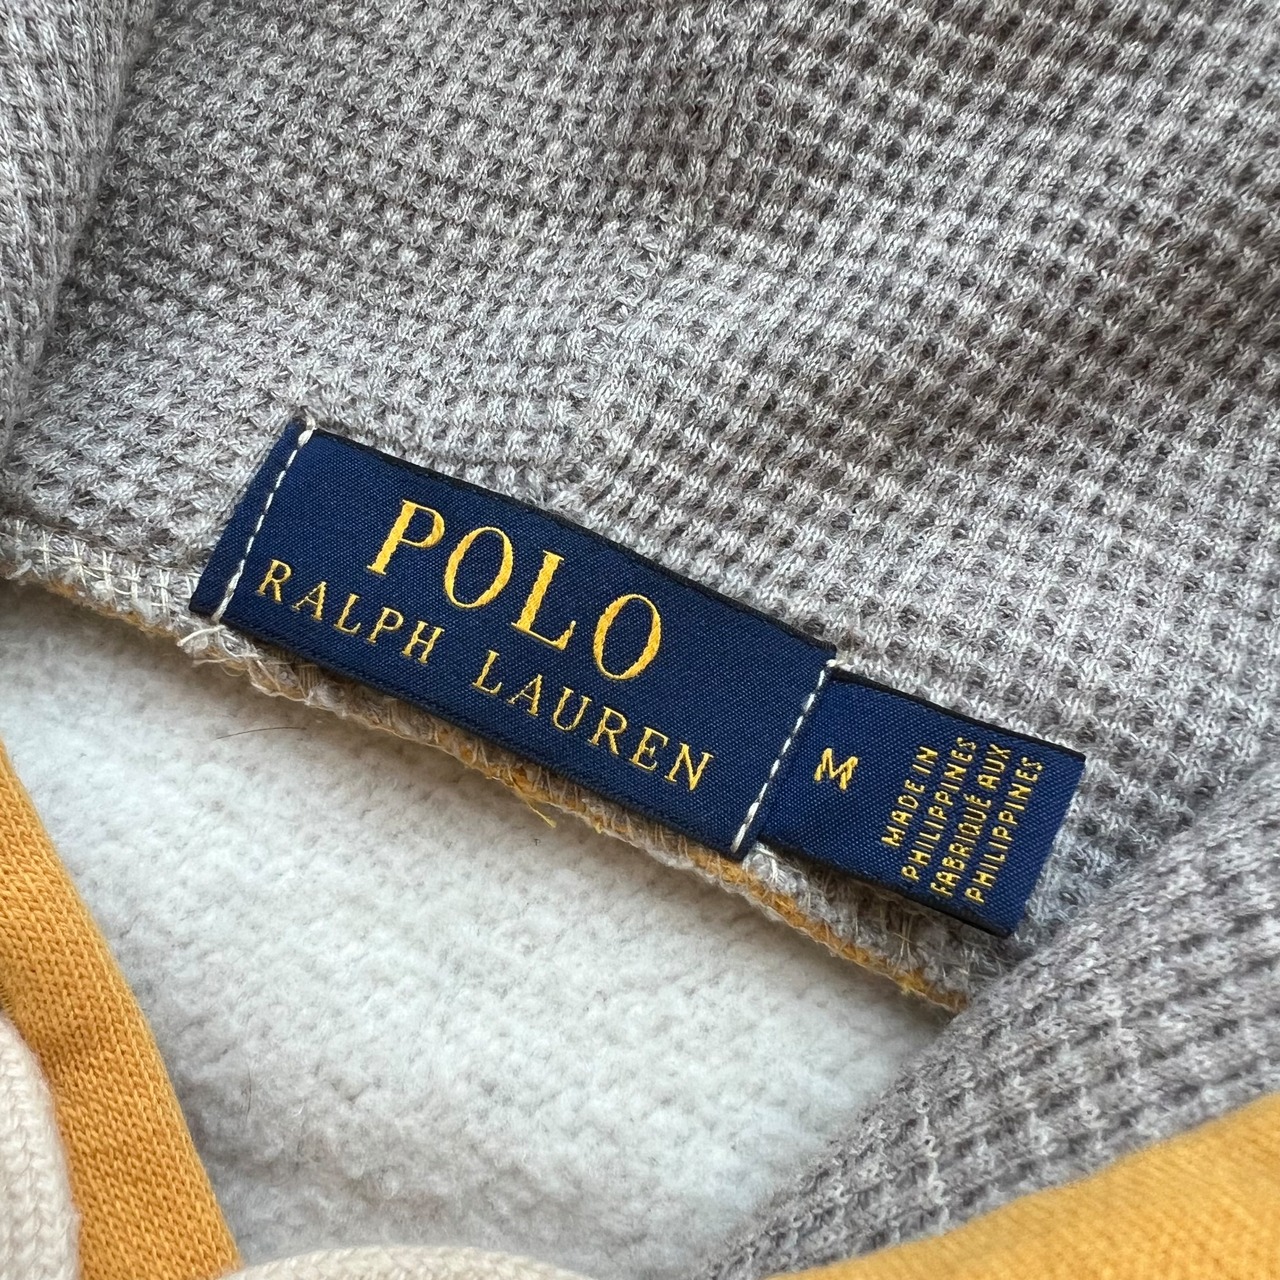 POLO
RALPH LAUREN
M
MADE IN
PHILIPPINES
FABRIQUÉ AUX
PHILIPPINES